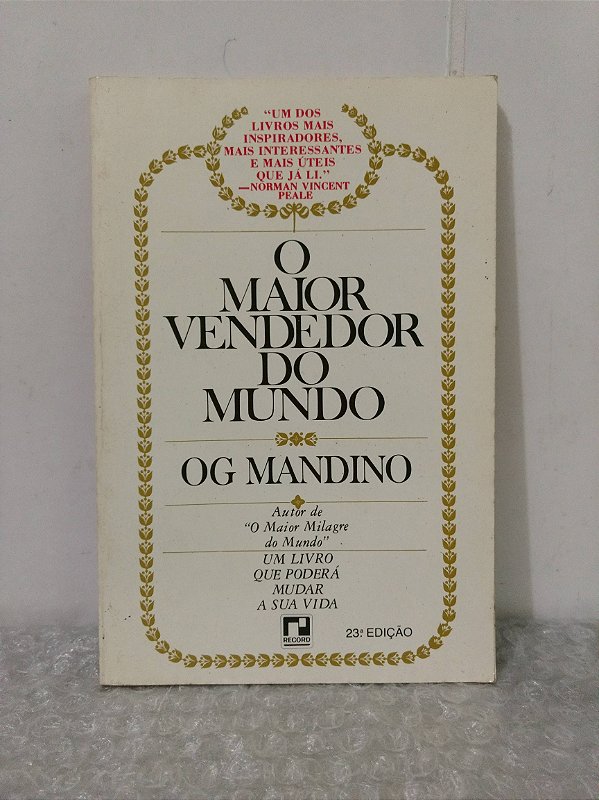 "UM DOS
LIVROS MAIS
INSPIRADORES,
MAIS INTERESSANTES
E MAIS ÚTEIS
QUE JÁ LI."
—NORMAN VINCENT
PEALE
O
MAIOR
VENDEDOR
DO
MUNDO
OG MANDINO
Autor de
"O Maior Milagre
do Mundo"
UM LIVRO
QUE PODERÁ
MUDAR
A SUA VIDA
RECORD
23.ª EDIÇÃO